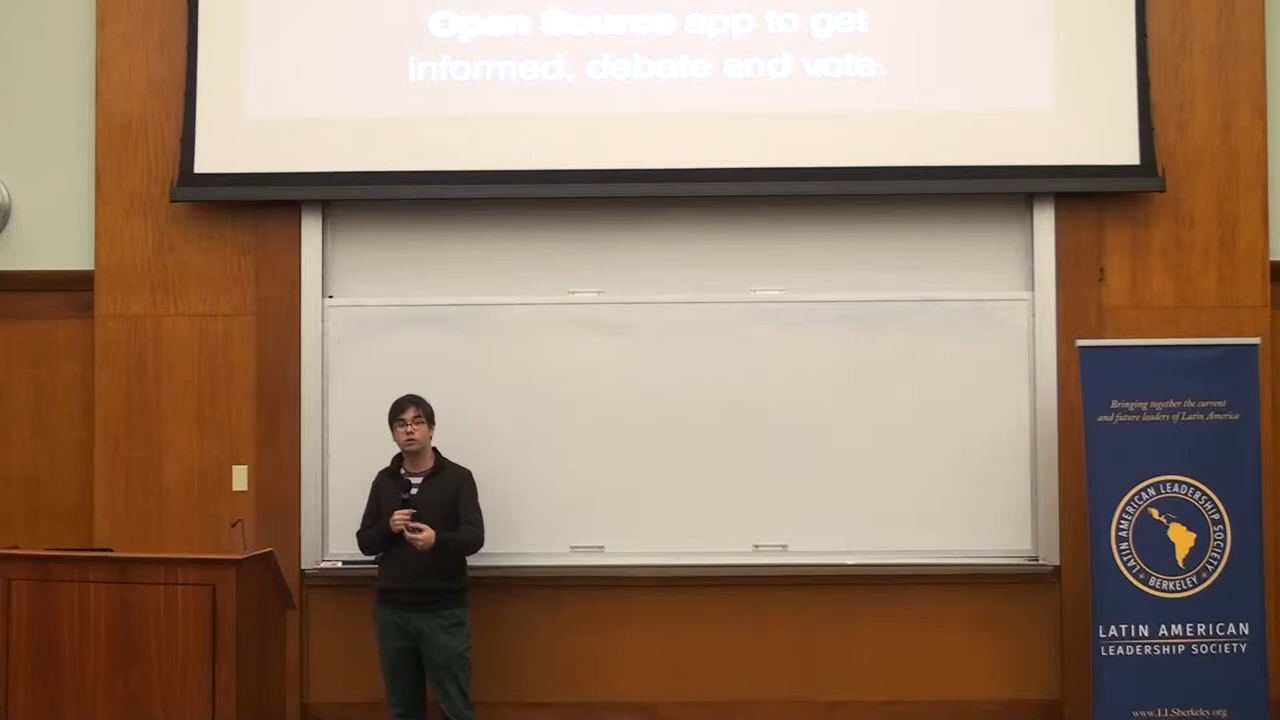 Open Source app to get
informed, debate and vote.
Bringing together the current
and future leaders of Latin America
LATIN AMERICAN LEADERSHIP SOCIETY
BERKELEY
LATIN AMERICAN
LEADERSHIP SOCIETY
www.LLSberkeley.org